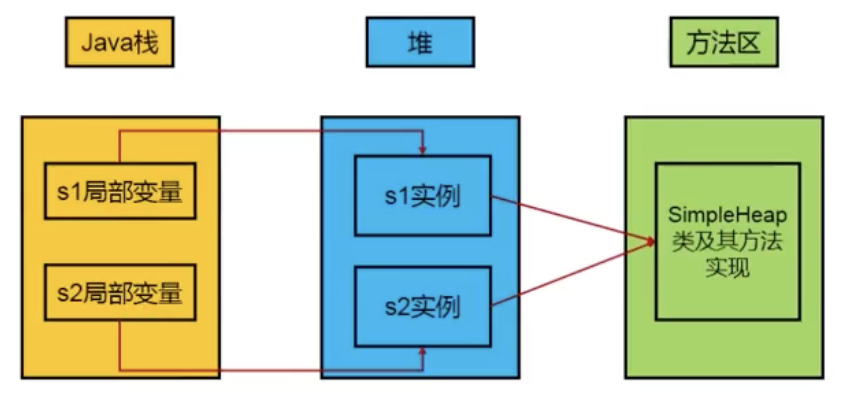 Java栈
堆
方法区
s1局部变量
s2局部变量
s1实例
s2实例
SimpleHeap
类及其方法
实现